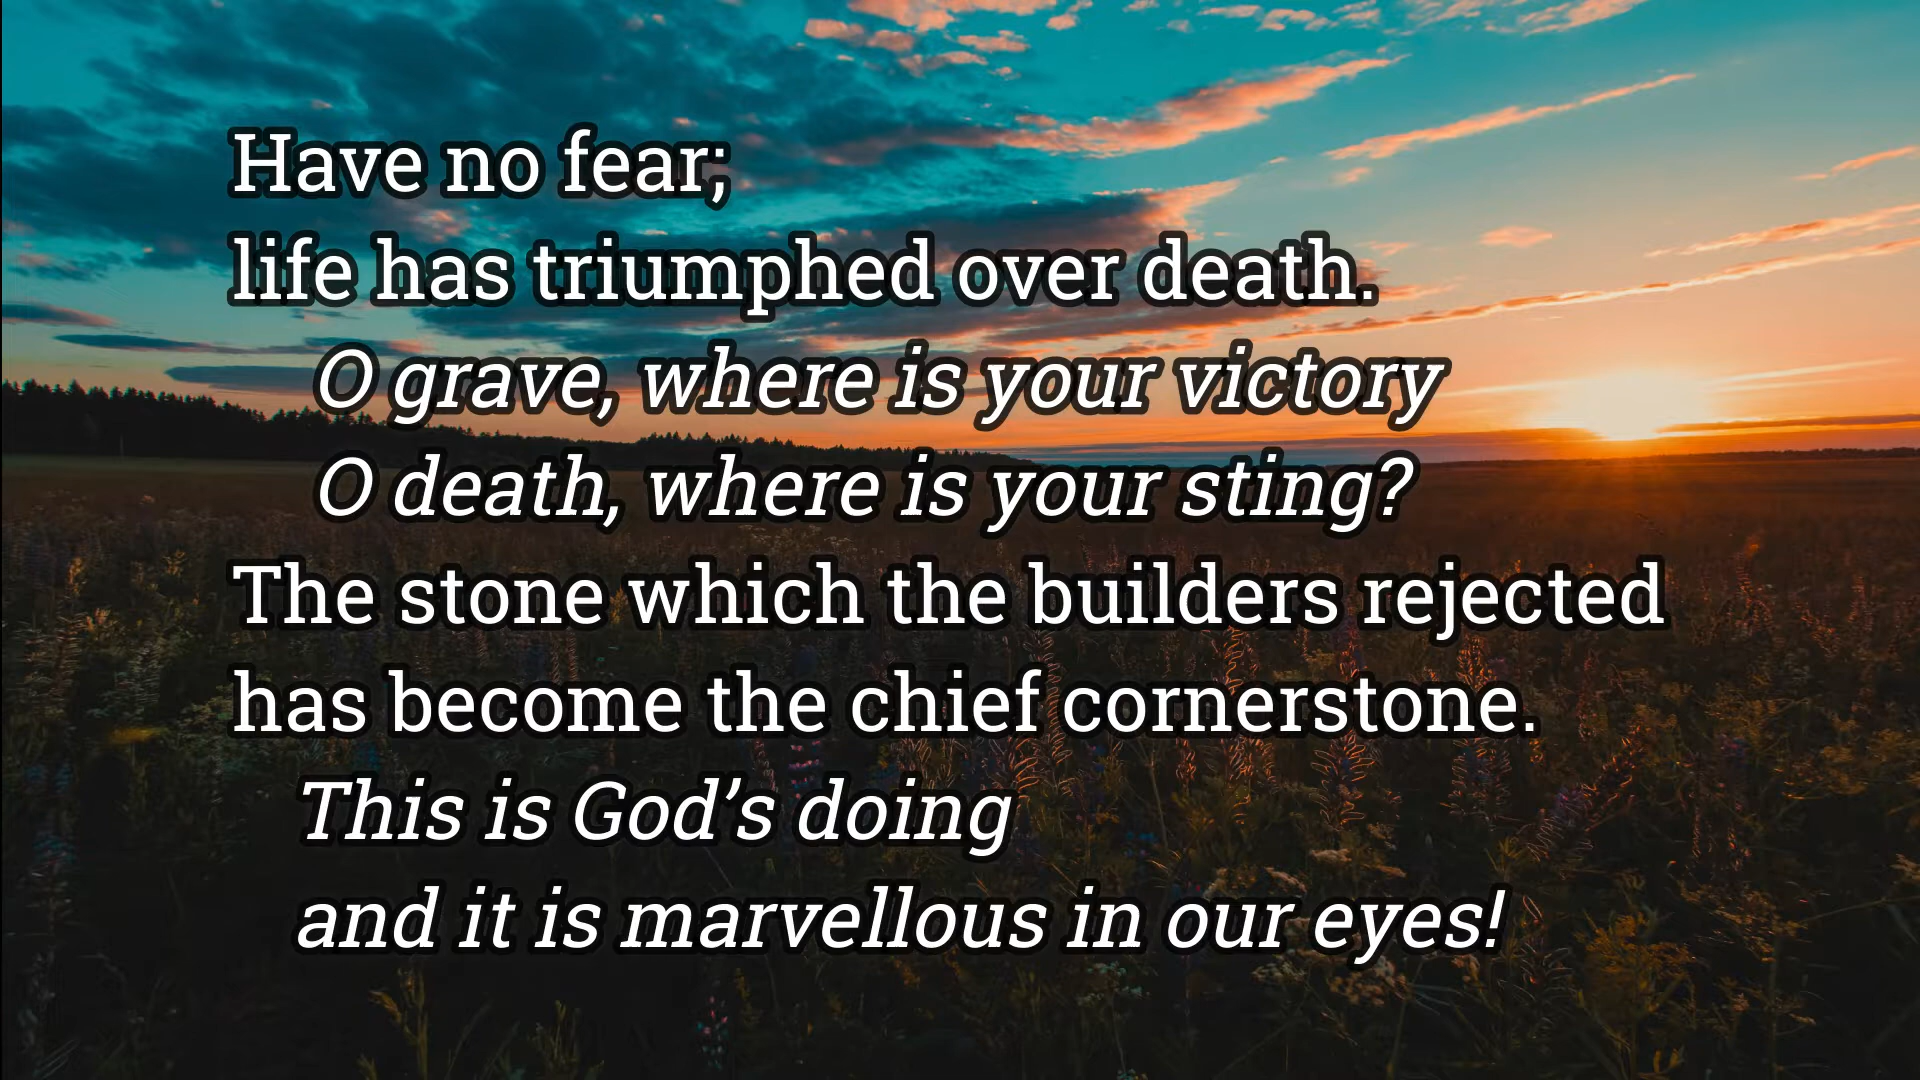 Have no fear;
life has triumphed over death.
O grave, where is your victory
O death, where is your sting?
The stone which the builders rejected
has become the chief cornerstone.
This is God’s doing
and it is marvellous in our eyes!